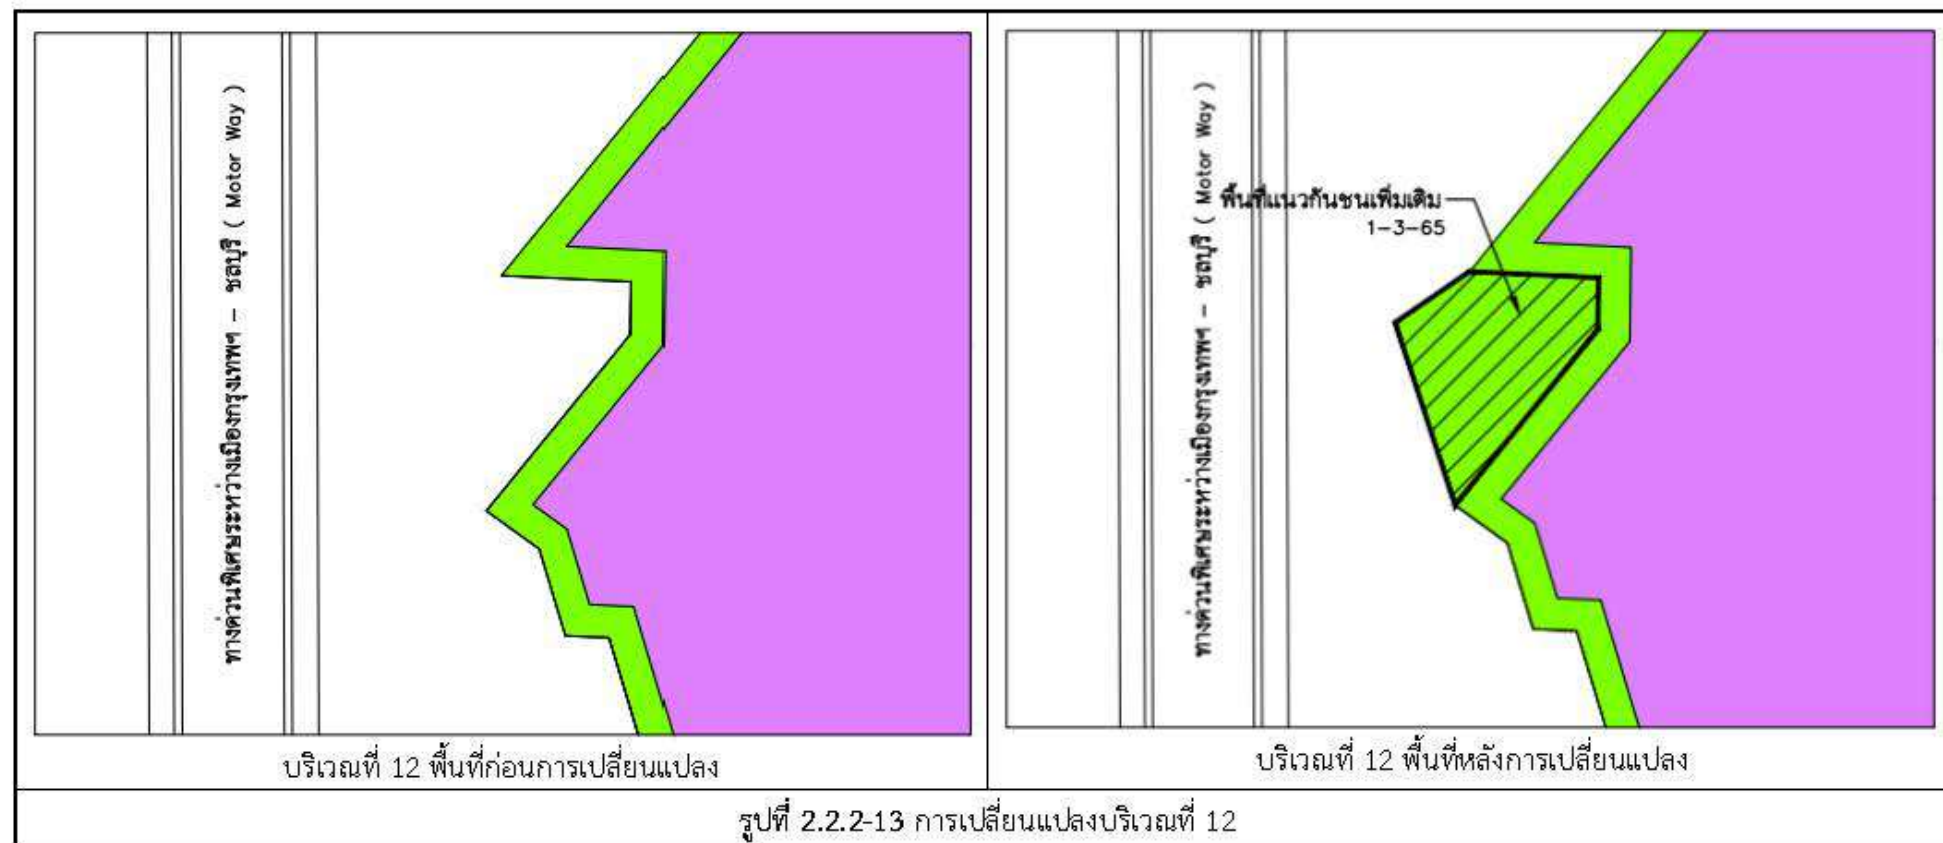 ทางด่วนพิเศษระหว่างเมืองกรุงเทพฯ - ชลบุรี ( Motor Way )
บริเวณที่ 12 พื้นที่ก่อนการเปลี่ยนแปลง
ทางด่วนพิเศษระหว่างเมืองกรุงเทพฯ - ชลบุรี ( Motor Way )
พื้นที่แนวกันชนเพิ่มเติม
1-3-65
บริเวณที่ 12 พื้นที่หลังการเปลี่ยนแปลง
รูปที่ 2.2.2-13 การเปลี่ยนแปลงบริเวณที่ 12